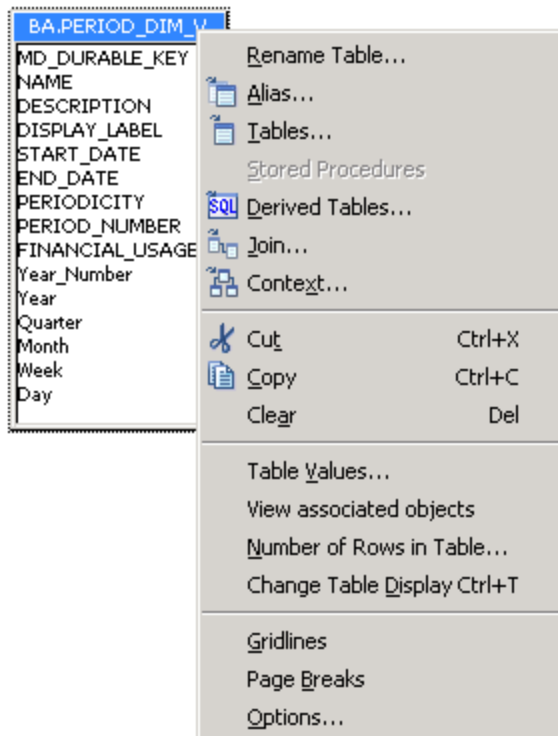 BA.PERIOD_DIM_V
MD_DURABLE_KEY
NAME
DESCRIPTION
DISPLAY_LABEL
START_DATE
END_DATE
PERIODICITY
PERIOD_NUMBER
FINANCIAL_USAGE
Year_Number
Year
Quarter
Month
Week
Day
Rename Table...
Alias...
Tables...
Stored Procedures
SQL Derived Tables...
Join...
Context...
Cut Ctrl+X
Copy Ctrl+C
Clear Del
Table Values...
View associated objects
Number of Rows in Table...
Change Table Display Ctrl+T
Gridlines
Page Breaks
Options...